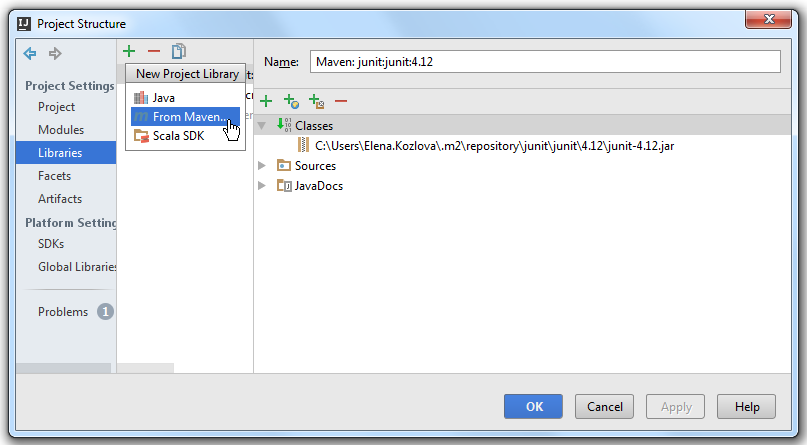 Project Structure
Project Settings
Project
Modules
Libraries
Facets
Artifacts
Platform Setting
SDKs
Global Libraries
Problems 1
New Project Library
Java
From Maven...
Scala SDK
Name: Maven: junit:junit:4.12
Classes
C:\Users\Elena.Kozlova\.m2\repository\junit\junit\4.12\junit-4.12.jar
Sources
JavaDocs
OK Cancel Apply Help